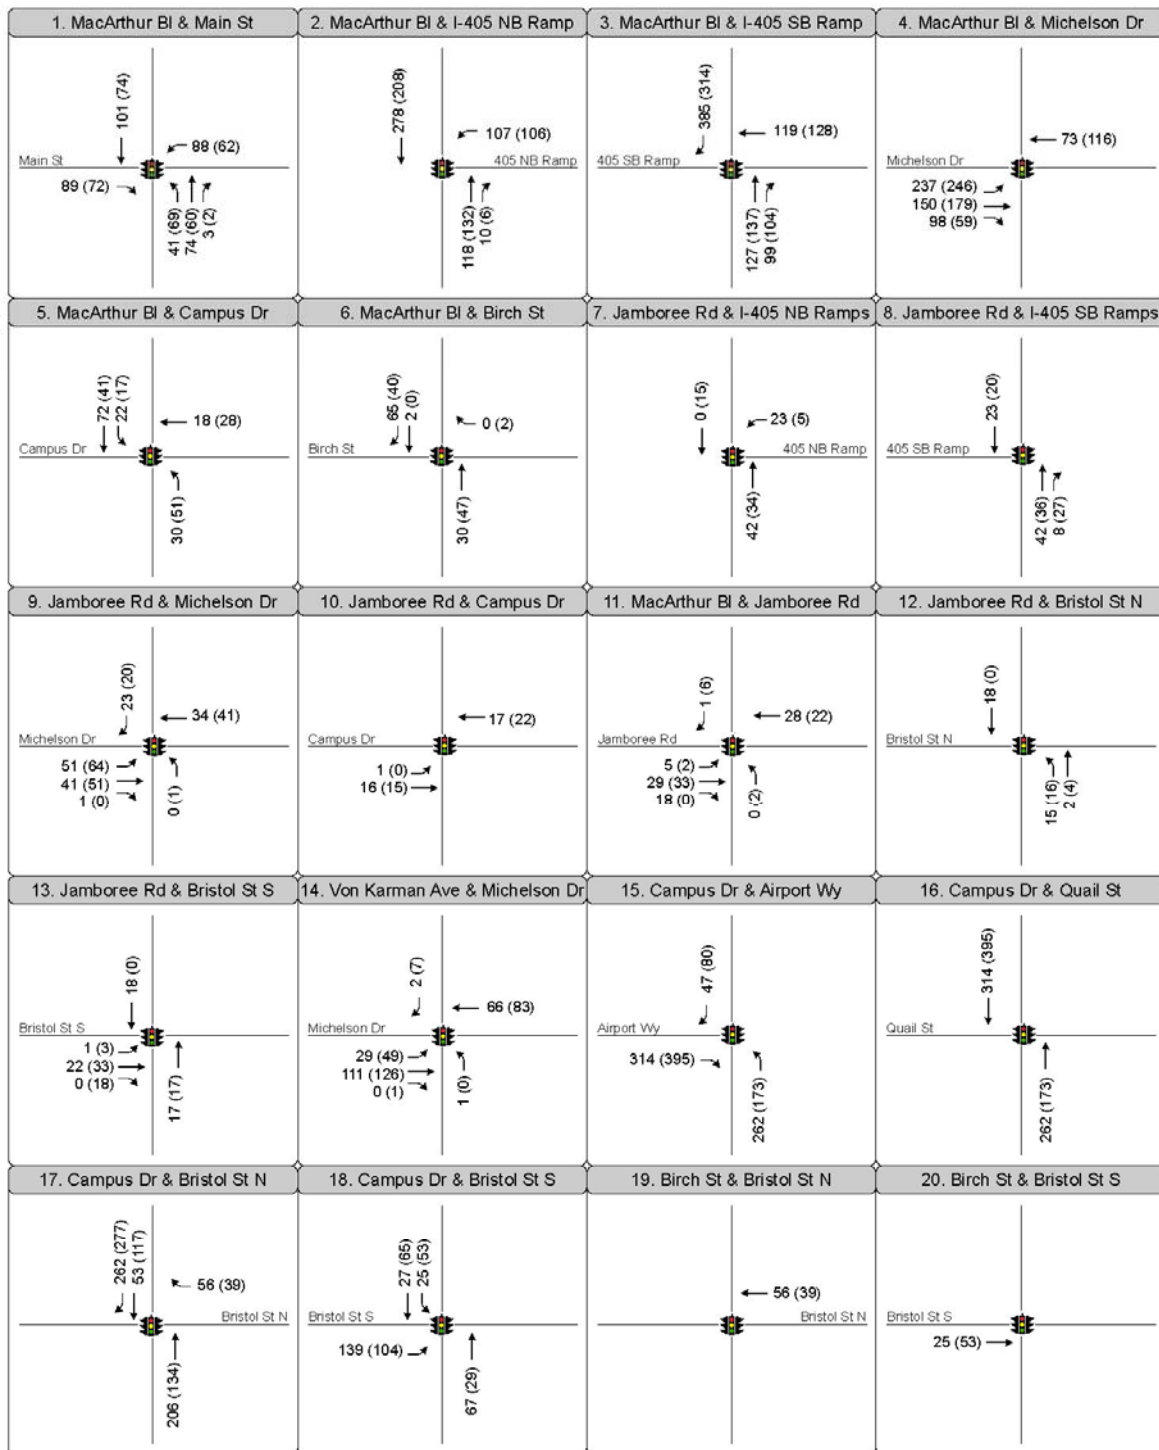 1. MacArthur Bl & Main St
101 (74)
88 (62)
Main St
89 (72)
41 (69)
74 (60)
3 (2)
2. MacArthur Bl & I-405 NB Ramp
278 (208)
107 (106)
405 NB Ramp
118 (132)
10 (6)
3. MacArthur Bl & I-405 SB Ramp
385 (314)
119 (128)
405 SB Ramp
127 (137)
99 (104)
4. MacArthur Bl & Michelson Dr
73 (116)
Michelson Dr
237 (246)
150 (179)
98 (59)
5. MacArthur Bl & Campus Dr
72 (41)
22 (17)
18 (28)
Campus Dr
30 (51)
6. MacArthur Bl & Birch St
65 (40)
2 (0)
0 (2)
Birch St
30 (47)
7. Jamboree Rd & I-405 NB Ramps
0 (15)
23 (5)
405 NB Ramp
42 (34)
8. Jamboree Rd & I-405 SB Ramps
23 (20)
405 SB Ramp
42 (36)
8 (27)
9. Jamboree Rd & Michelson Dr
23 (20)
34 (41)
Michelson Dr
51 (64)
41 (51)
1 (0)
0 (1)
10. Jamboree Rd & Campus Dr
17 (22)
Campus Dr
1 (0)
16 (15)
11. MacArthur Bl & Jamboree Rd
1 (6)
28 (22)
Jamboree Rd
5 (2)
29 (33)
18 (0)
0 (2)
12. Jamboree Rd & Bristol St N
18 (0)
Bristol St N
15 (16)
2 (4)
13. Jamboree Rd & Bristol St S
18 (0)
Bristol St S
1 (3)
22 (33)
0 (18)
17 (17)
14. Von Karman Ave & Michelson Dr
2 (7)
66 (83)
Michelson Dr
29 (49)
111 (126)
0 (1)
1 (0)
15. Campus Dr & Airport Wy
47 (80)
Airport Wy
314 (395)
262 (173)
16. Campus Dr & Quail St
314 (395)
Quail St
262 (173)
17. Campus Dr & Bristol St N
262 (277)
53 (117)
56 (39)
Bristol St N
206 (134)
18. Campus Dr & Bristol St S
27 (65)
25 (53)
Bristol St S
139 (104)
67 (29)
19. Birch St & Bristol St N
56 (39)
Bristol St N
20. Birch St & Bristol St S
Bristol St S
25 (53)